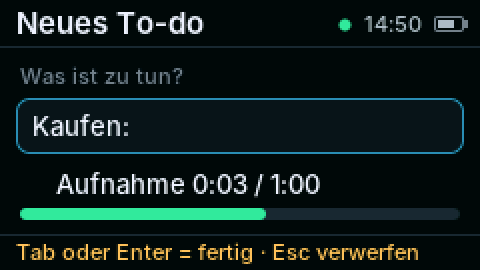 Neues To-do
14:50
Was ist zu tun?
Kaufen:
Aufnahme 0:03 / 1:00
Tab oder Enter = fertig · Esc verwerfen